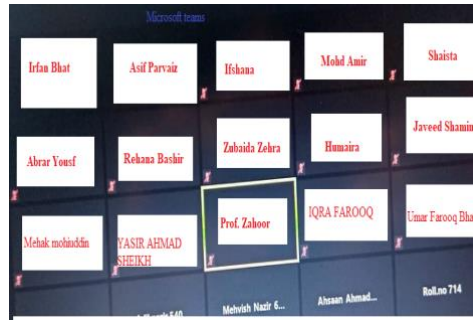 Microsoft teams
Irfan Bhat
Asif Parvaiz
Ifshana
Mohd Amir
Shaista
Abrar Yousf
Rehana Bashir
Zubaida Zehra
Humaira
Javeed Shamim
Mehak mohiuddin
YASIR AHMAD
SHEIKH
Prof. Zahoor
IQRA FAROOQ
Umar Farooq Bha
540
Mehvish Nazir 6...
Ahsaan Ahmad...
Roll.no 714